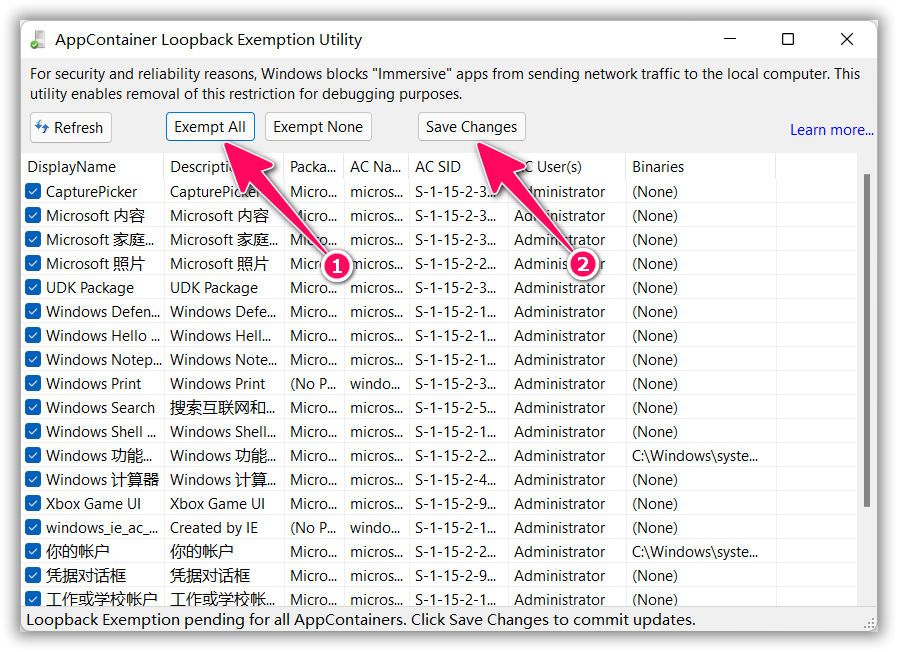 AppContainer Loopback Exemption Utility
For security and reliability reasons, Windows blocks "Immersive" apps from sending network traffic to the local computer. This
utility enables removal of this restriction for debugging purposes.
Refresh Exempt All Exempt None Save Changes Learn more...
DisplayName Descripti Packa... AC Na... AC SID C User(s) Binaries
CapturePicker CapturePicker Micro... micros... S-1-15-2-3... dministrator (None)
Microsoft 内容 Microsoft 内容 Micro... micros... S-1-15-2-3... Administrator (None)
Microsoft 家庭... Microsoft 家庭... Micro... micros... S-1-15-2-3... Administrator (None)
Microsoft 照片 Microsoft 照片 Micro 1 micros... S-1-15-2-2... Adminis 2 r (None)
UDK Package UDK Package Micro... micros... S-1-15-2-3... Administrator (None)
Windows Defen... Windows Defe... Micro... micros... S-1-15-2-1... Administrator (None)
Windows Hello ... Windows Hell... Micro... micros... S-1-15-2-1... Administrator (None)
Windows Notep... Windows Note... Micro... micros... S-1-15-2-1... Administrator (None)
Windows Print Windows Print (No P... windo... S-1-15-2-3... Administrator (None)
Windows Search 搜索互联网和... Micro... micros... S-1-15-2-5... Administrator (None)
Windows Shell ... Windows Shell... Micro... micros... S-1-15-2-1... Administrator (None)
Windows 功能... Windows 功能... Micro... micros... S-1-15-2-2... Administrator C:\Windows\syste...
Windows 计算器 Windows 计算... Micro... micros... S-1-15-2-4... Administrator (None)
Xbox Game UI Xbox Game UI Micro... micros... S-1-15-2-9... Administrator (None)
windows_ie_ac_... Created by IE (No P... windo... S-1-15-2-1... Administrator (None)
你的帐户 你的帐户 Micro... micros... S-1-15-2-2... Administrator C:\Windows\syste...
凭据对话框 凭据对话框 Micro... micros... S-1-15-2-9... Administrator (None)
工作或学校帐户 工作或学校帐... Micro... micros... S-1-15-2-1... Administrator (None)
Loopback Exemption pending for all AppContainers. Click Save Changes to commit updates.